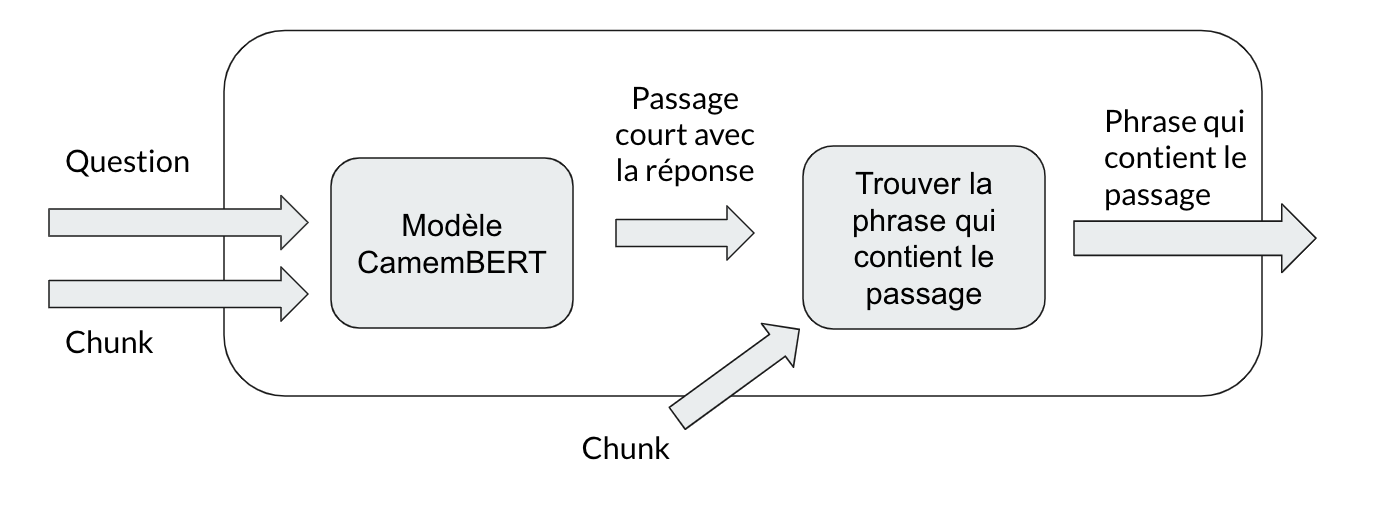 Question
Chunk
Modèle
CamemBERT
Passage
court avec
la réponse
Chunk
Trouver la
phrase qui
contient le
passage
Phrase qui
contient le
passage